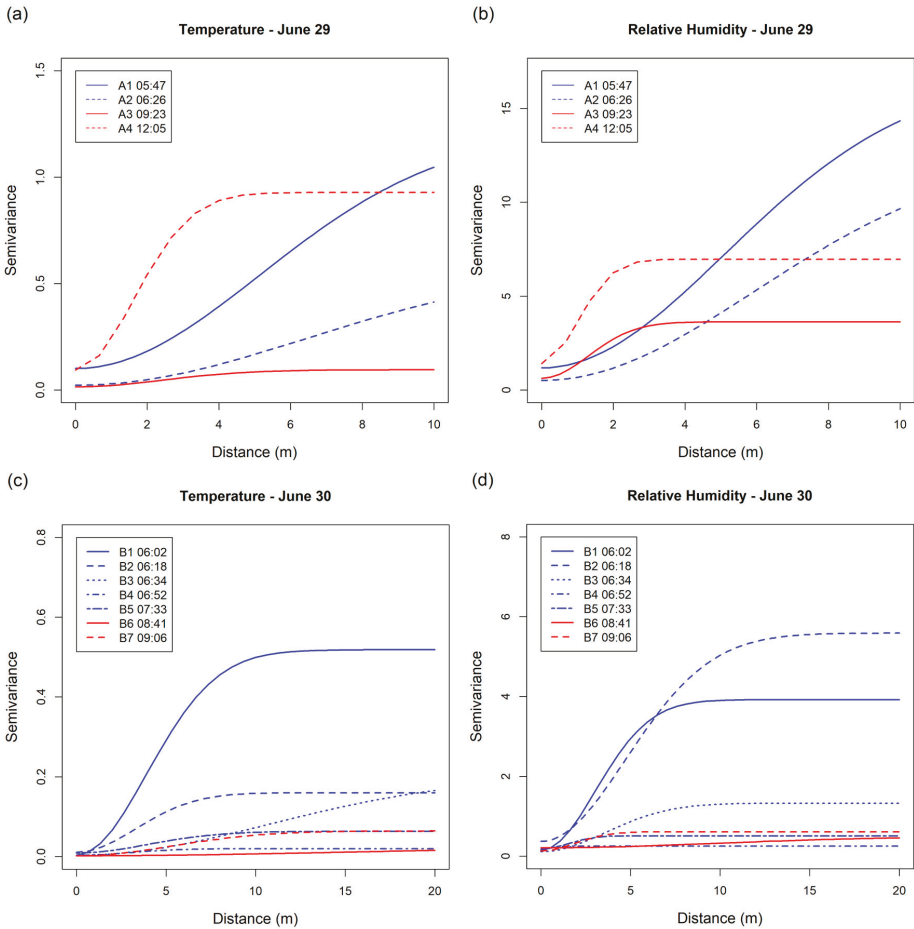 (a)
Temperature - June 29
A1 05:47
A2 06:26
A3 09:23
A4 12:05
Semivariance
0.0
0.5
1.0
1.5
0 2 4 6 8 10
Distance (m)
(b)
Relative Humidity - June 29
A1 05:47
A2 06:26
A3 09:23
A4 12:05
Semivariance
0
5
10
15
0.0 2 4 6 8 10
Distance (m)
(c)
Temperature - June 30
B1 06:02
B2 06:18
B3 06:34
B4 06:52
B5 07:33
B6 08:41
B7 09:06
Semivariance
0.0
0.2
0.4
0.6
0.8
0 5 10 15 20
Distance (m)
(d)
Relative Humidity - June 30
B1 06:02
B2 06:18
B3 06:34
B4 06:52
B5 07:33
B6 08:41
B7 09:06
Semivariance
0
2
4
6
8
0 5 10 15 20
Distance (m)